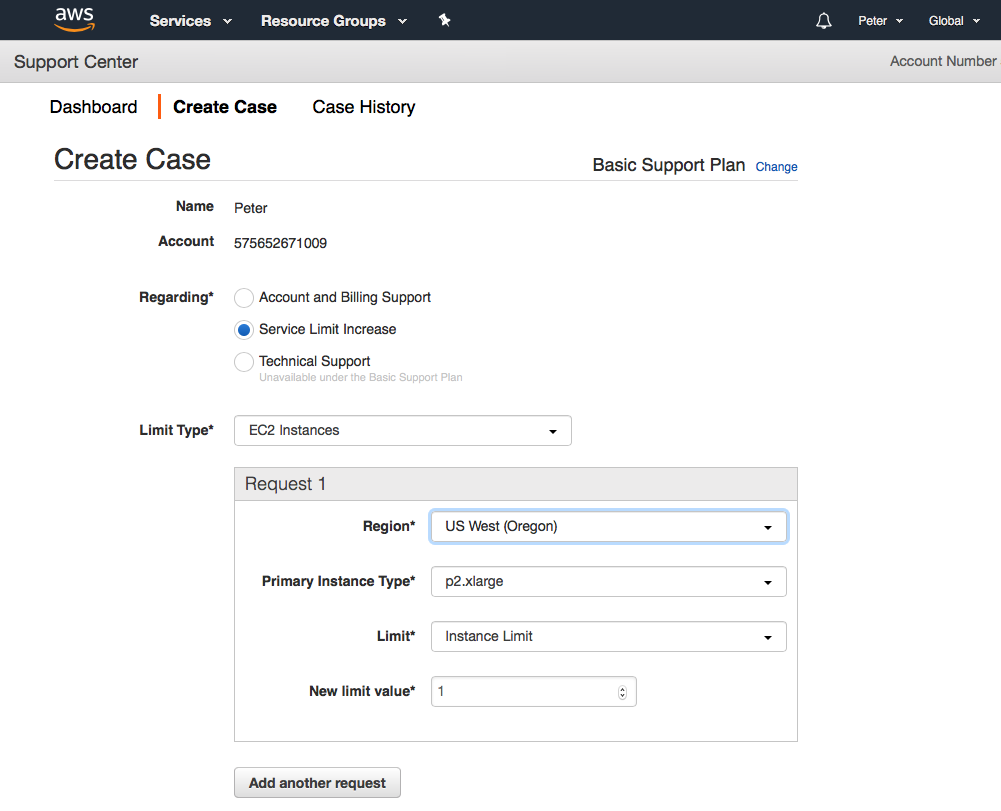 aws Services Resource Groups Peter Global
Support Center Account Number
Dashboard Create Case Case History
Create Case Basic Support Plan Change
Name Peter
Account 575652671009
Regarding* Account and Billing Support
Service Limit Increase
Technical Support
Unavailable under the Basic Support Plan
Limit Type* EC2 Instances
Request 1
Region* US West (Oregon)
Primary Instance Type* p2.xlarge
Limit* Instance Limit
New limit value* 1
Add another request